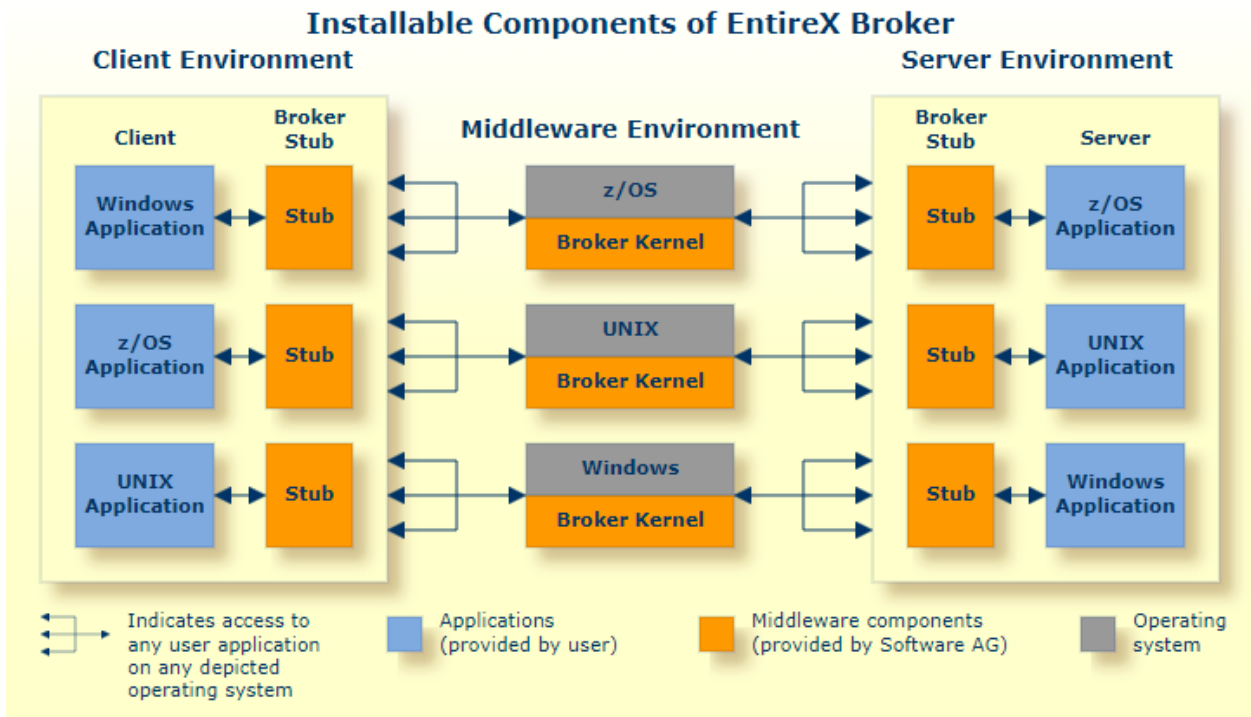 Installable Components of EntireX Broker
Client Environment
Server Environment
Middleware Environment
Client
Broker
Stub
Windows
Application
Stub
z/OS
Application
Stub
UNIX
Application
Stub
z/OS
Broker Kernel
UNIX
Broker Kernel
Windows
Broker Kernel
Broker
Stub
Server
Stub
z/OS
Application
Stub
UNIX
Application
Stub
Windows
Application
Indicates access to
any user application
on any depicted
operating system
Applications
(provided by user)
Middleware components
(provided by Software AG)
Operating
system